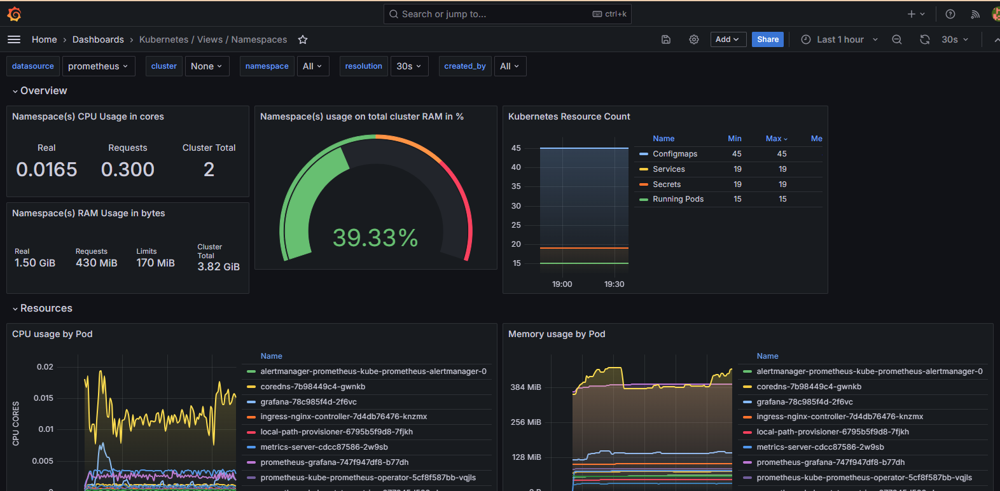 Search or jump to...
ctrl+k
Home › Dashboards › Kubernetes / Views / Namespaces
Add
Share
Last 1 hour
30s
datasource prometheus cluster None namespace All resolution 30s created_by All
Overview
Namespace(s) CPU Usage in cores
Real Requests Cluster Total
0.0165 0.300 2
Namespace(s) RAM Usage in bytes
Real
1.50 GiB
Requests
430 MiB
Limits
170 MiB
Cluster
Total
3.82 GiB
Namespace(s) usage on total cluster RAM in %
39.33%
Kubernetes Resource Count
45
40
35
30
25
20
15
19:00 19:30
Name Min Max Me
Configmaps 45 45
Services 19 19
Secrets 19 19
Running Pods 15 15
Resources
CPU usage by Pod
CPU CORES
0.02
0.015
0.01
0.005
Name
alertmanager-prometheus-kube-prometheus-alertmanager-0
coredns-7b98449c4-gwnkb
grafana-78c985f4d-2f6vc
ingress-nginx-controller-7d4db76476-knzmx
local-path-provisioner-6795b5f9d8-7fjkh
metrics-server-cdcc87586-2w9sb
prometheus-grafana-747f947df8-b77dh
prometheus-kube-prometheus-operator-5cf8f587bb-vqjls
Memory usage by Pod
384 MiB
256 MiB
128 MiB
0 B
Name
alertmanager-prometheus-kube-prometheus-alertmanager-0
coredns-7b98449c4-gwnkb
grafana-78c985f4d-2f6vc
ingress-nginx-controller-7d4db76476-knzmx
local-path-provisioner-6795b5f9d8-7fjkh
metrics-server-cdcc87586-2w9sb
prometheus-grafana-747f947df8-b77dh
prometheus-kube-prometheus-operator-5cf8f587bb-vqjls